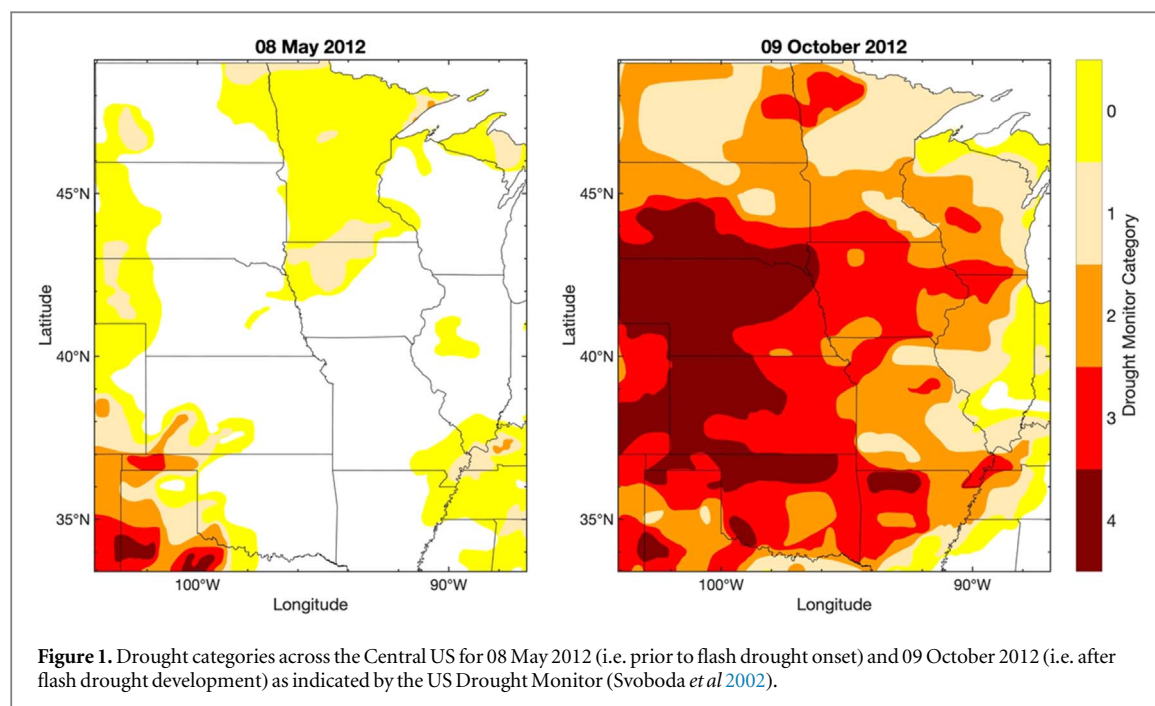 08 May 2012
09 October 2012
45°N
40°N
35°N
Latitude
100°W
90°W
Longitude
Latitude
100°W
90°W
Longitude
0
1
2
3
4
Drought Monitor Category
Figure 1. Drought categories across the Central US for 08 May 2012 (i.e. prior to flash drought onset) and 09 October 2012 (i.e. after
flash drought development) as indicated by the US Drought Monitor (Svoboda et al 2002).
45°N
40°N
35°N